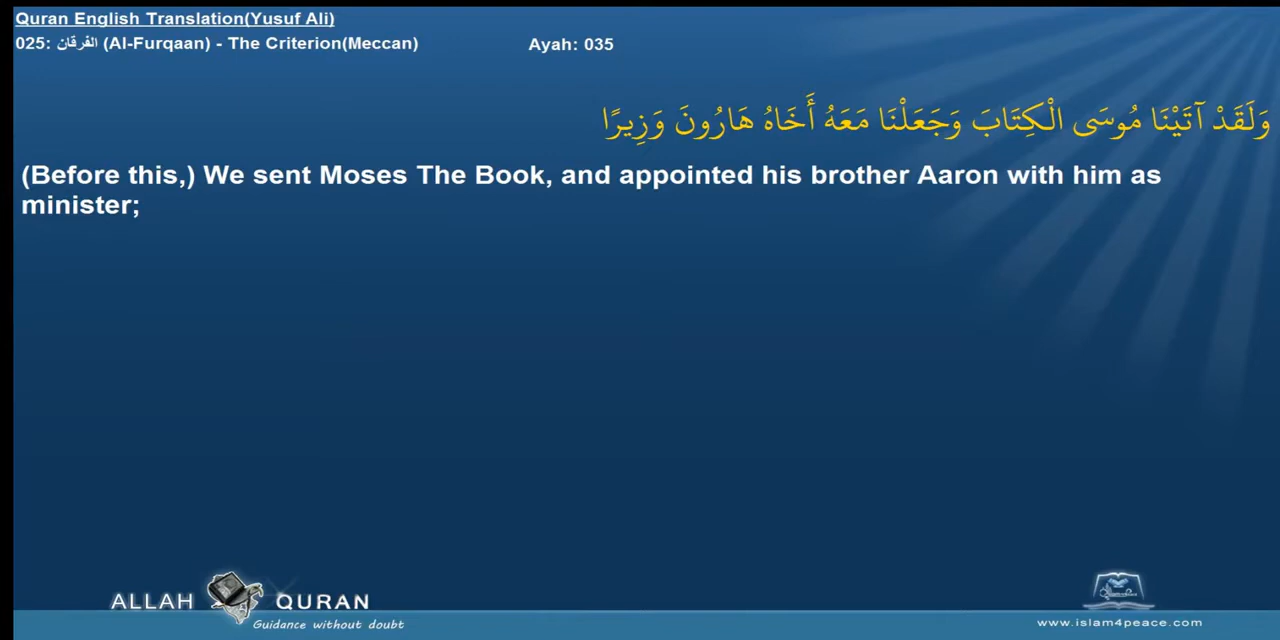 Quran English Translation(Yusuf Ali)
025: الفرقان (Al-Furqaan) - The Criterion(Meccan) Ayah: 035
وَلَقَدْ آتَيْنَا مُوسَى الْكِتَابَ وَجَعَلْنَا مَعَهُ أَخَاهُ هَارُونَ وَزِيرًا
(Before this,) We sent Moses The Book, and appointed his brother Aaron with him as
minister;
ALLAH QURAN
Guidance without doubt
www.islam4peace.com